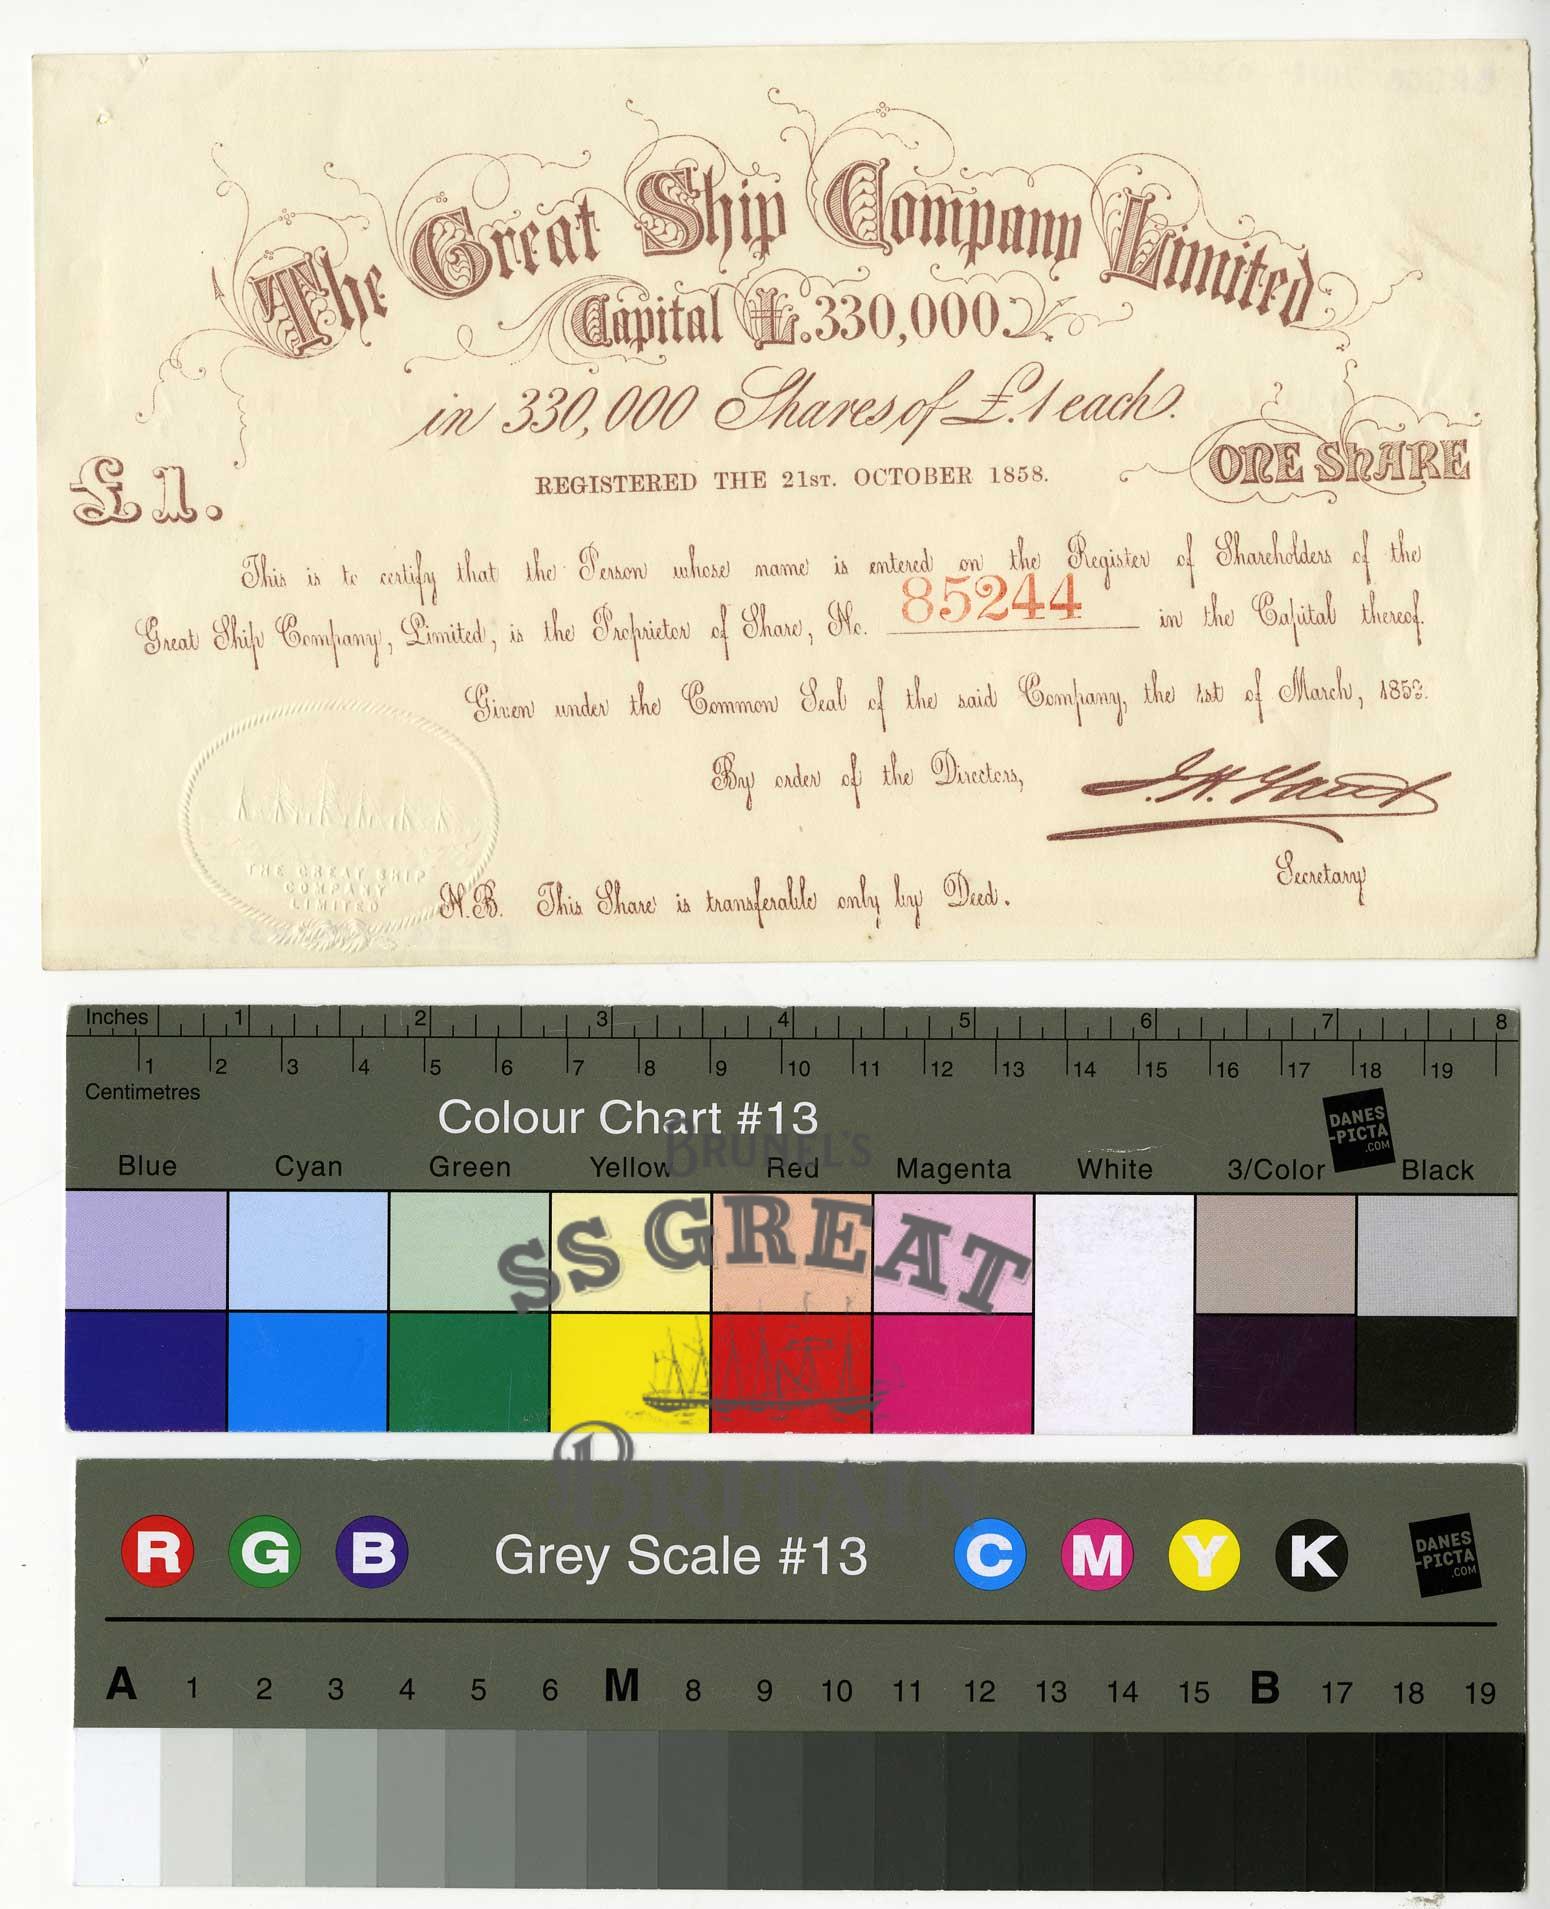 The Great Ship Company Limited
Capital £.330,000.
in 330,000 Shares of £.1 each.
£1.
REGISTERED THE 21ST. OCTOBER 1858.
ONE SHARE
This is to certify that the Person whose name is entered on the Register of Shareholders of the
Great Ship Company, Limited, is the Proprietor of Share, No. 85244 in the Capital thereof.
Given under the Common Seal of the said Company, the 1st of March,
By order of the Directors,
J. H. Yates
Secretary
THE GREAT SHIP
COMPANY
LIMITED
N.B. This Share is transferable only by Deed.
Inches 1 2 3 4 5 6 7 8
1 2 3 4 5 6 7 8 9 10 11 12 13 14 15 16 17 18 19
Centimetres
Colour Chart #13
DANES
-PICTA
.COM
Blue Cyan Green Yellow Red Magenta White 3/Color Black
BRUNEL'S
SS GREAT
BRITAIN
R G B Grey Scale #13 C M Y K
DANES
-PICTA
.COM
A 1 2 3 4 5 6 M 8 9 10 11 12 13 14 15 B 17 18 19